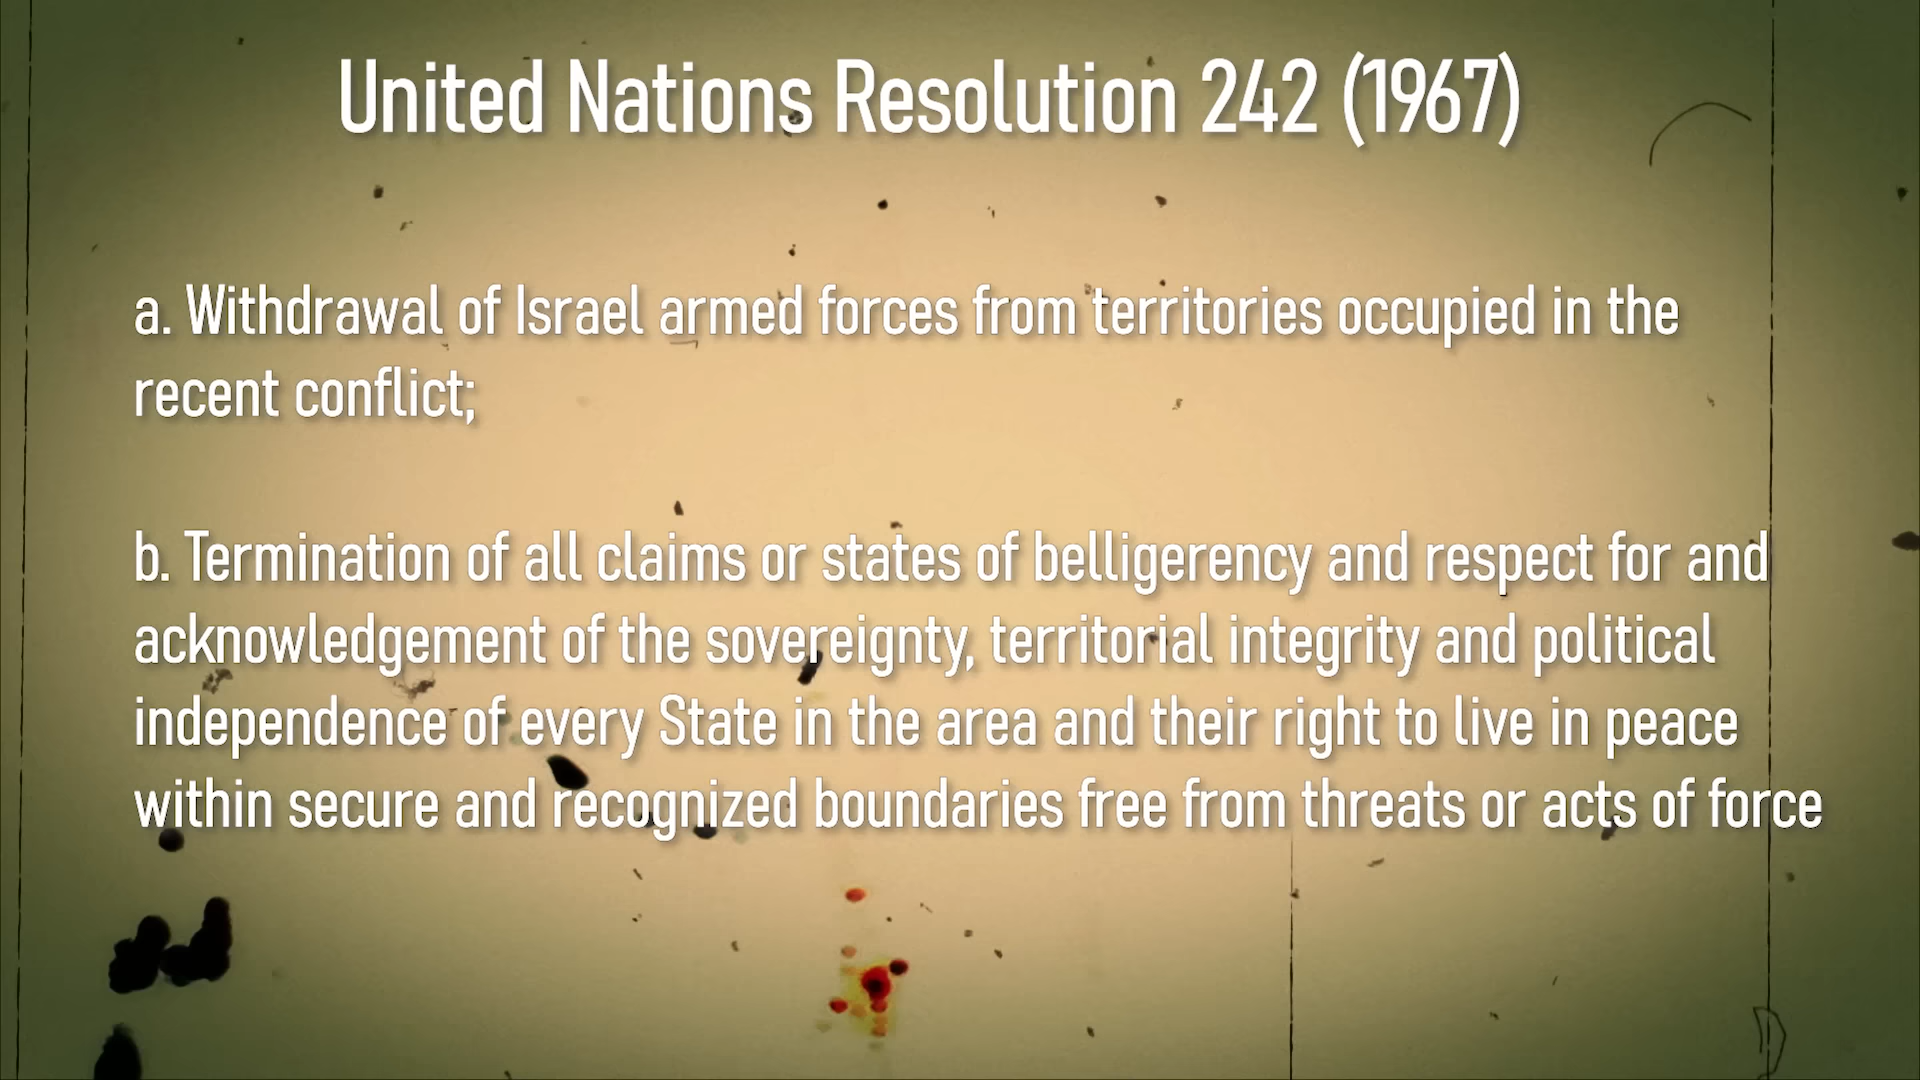 United Nations Resolution 242 (1967)
a. Withdrawal of Israel armed forces from territories occupied in the
recent conflict;
b. Termination of all claims or states of belligerency and respect for and
acknowledgement of the sovereignty, territorial integrity and political
independence of every State in the area and their right to live in peace
within secure and recognized boundaries free from threats or acts of force